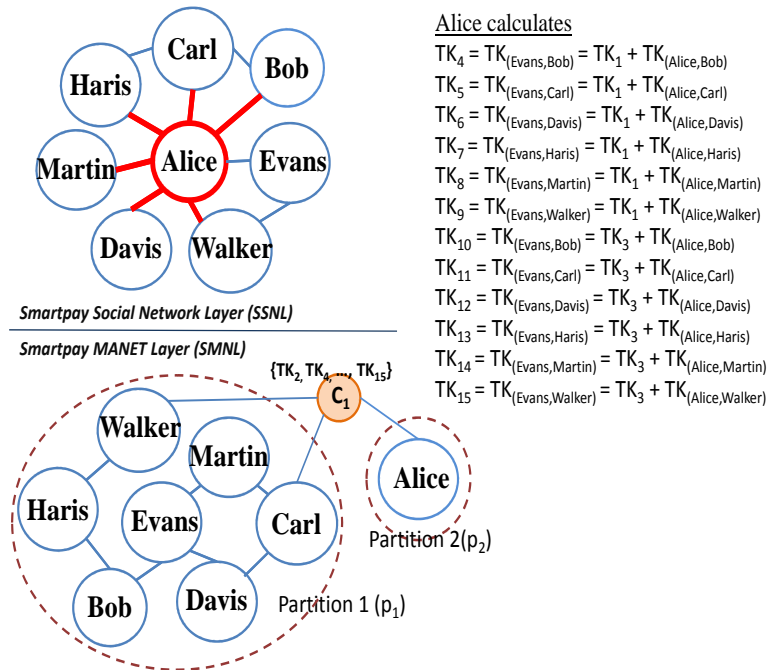 Carl
Bob
Haris
Martin
Alice
Evans
Davis
Walker
Smartpay Social Network Layer (SSNL)
Smartpay MANET Layer (SMNL)
{TK2, TK4, ..., TK15}
C1
Walker
Martin
Haris
Evans
Carl
Alice
Bob
Davis
Partition 2(p2)
Partition 1 (p1)
Alice calculates
TK4 = TK(Evans,Bob) = TK1 + TK(Alice,Bob)
TK5 = TK(Evans,Carl) = TK1 + TK(Alice,Carl)
TK6 = TK(Evans,Davis) = TK1 + TK(Alice,Davis)
TK7 = TK(Evans,Haris) = TK1 + TK(Alice,Haris)
TK8 = TK(Evans,Martin) = TK1 + TK(Alice,Martin)
TK9 = TK(Evans,Walker) = TK1 + TK(Alice,Walker)
TK10 = TK(Evans,Bob) = TK3 + TK(Alice,Bob)
TK11 = TK(Evans,Carl) = TK3 + TK(Alice,Carl)
TK12 = TK(Evans,Davis) = TK3 + TK(Alice,Davis)
TK13 = TK(Evans,Haris) = TK3 + TK(Alice,Haris)
TK14 = TK(Evans,Martin) = TK3 + TK(Alice,Martin)
TK15 = TK(Evans,Walker) = TK3 + TK(Alice,Walker)